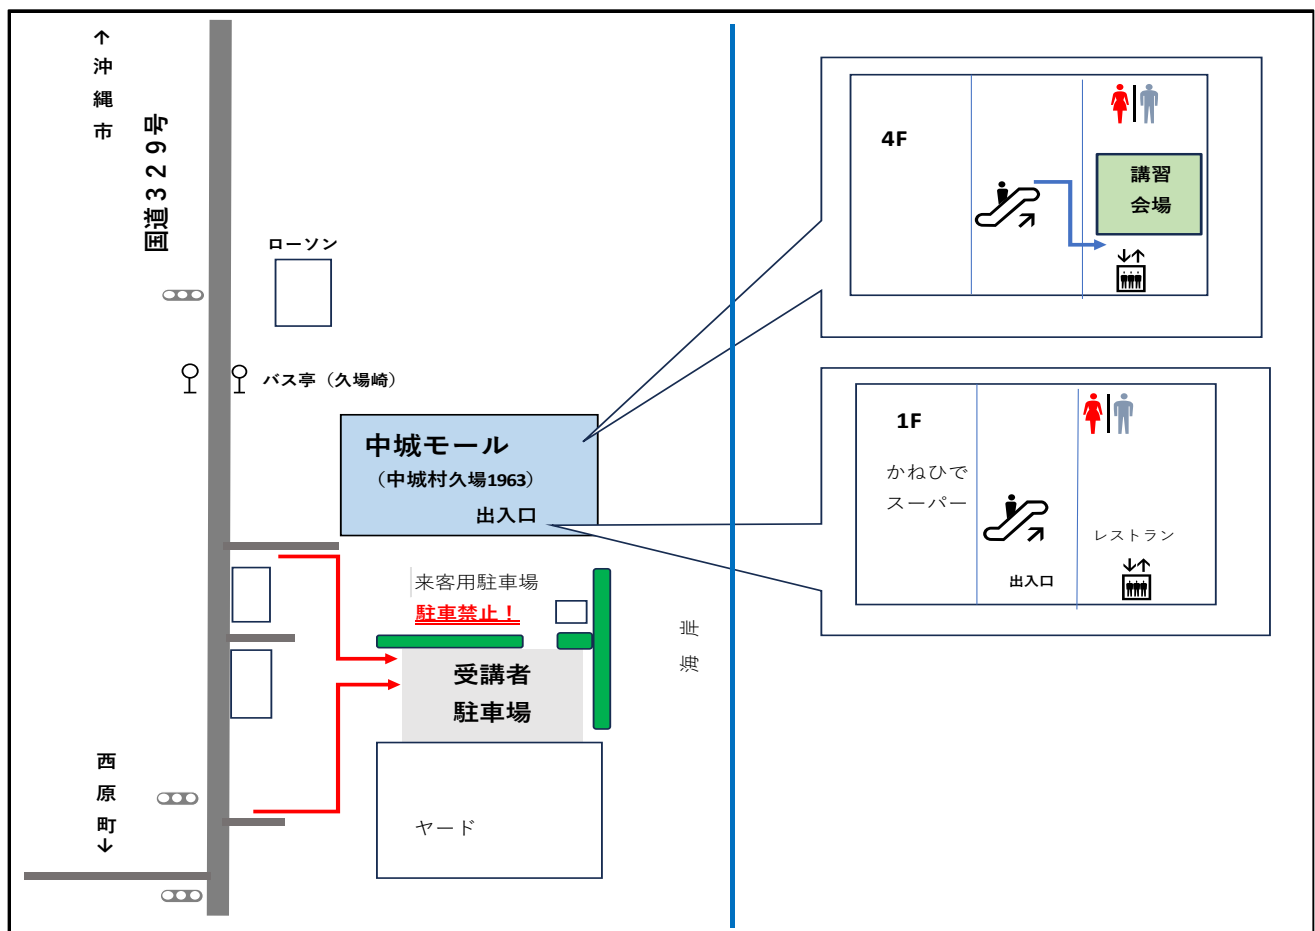 ↑沖縄市
国道３２９号
ローソン
バス亭（久場崎）
中城モール
（中城村久場1963）
出入口
来客用駐車場
駐車禁止！
受講者
駐車場
ヤード
西原町↓
海岸
4F
講習
会場
1F
かねひで
スーパー
レストラン
出入口